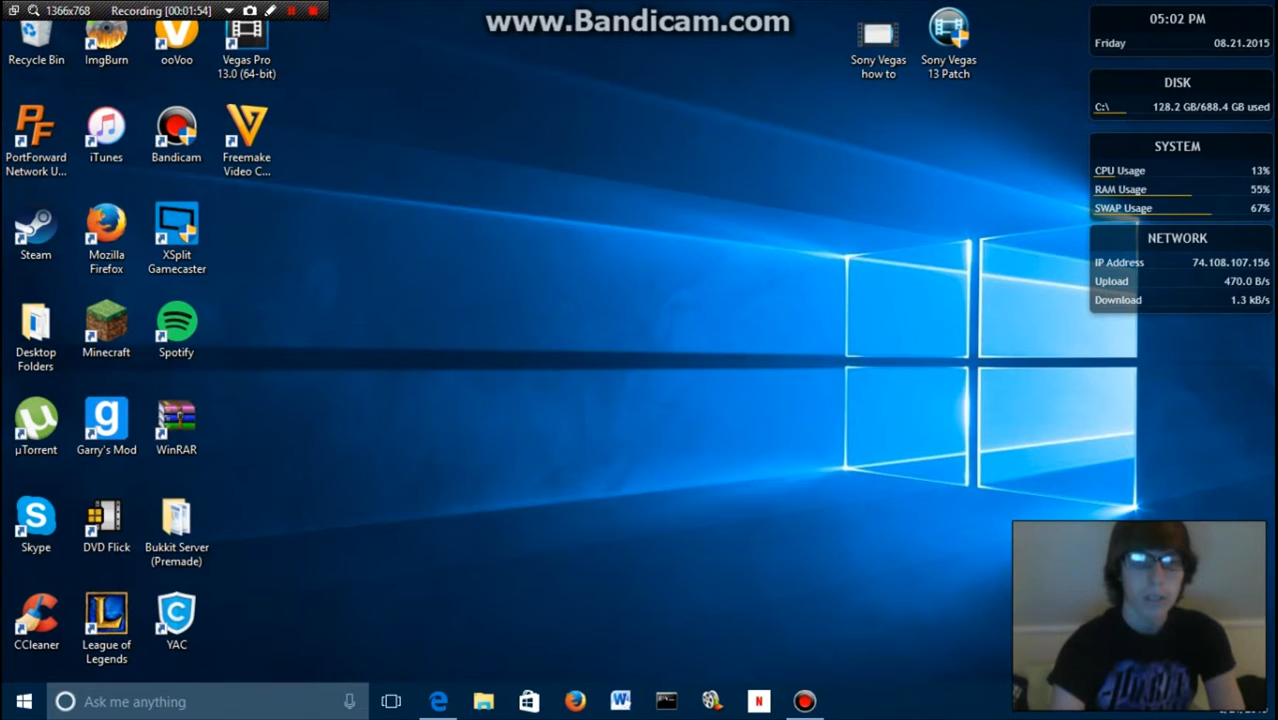 1366x768
Recording [00:01:54]
www.Bandicam.com
Recycle Bin
ImgBurn
ooVoo
Vegas Pro
13.0 (64-bit)
Sony Vegas
how to
Sony Vegas
13 Patch
05:02 PM
Friday
08.21.2015
DISK
C:\
128.2 GB/688.4 GB used
SYSTEM
CPU Usage
13%
RAM Usage
55%
SWAP Usage
67%
NETWORK
IP Address
74.108.107.156
Upload
470.0 B/s
Download
1.3 kB/s
PF
PortForward
Network U...
iTunes
Bandicam
Freemake
Video C...
Steam
Mozilla
Firefox
XSplit
Gamecaster
Desktop
Folders
Minecraft
Spotify
µTorrent
g
Garry's Mod
WinRAR
S
Skype
DVD Flick
Bukkit Server
(Premade)
CCleaner
L
League of
Legends
YAC
Ask me anything
N